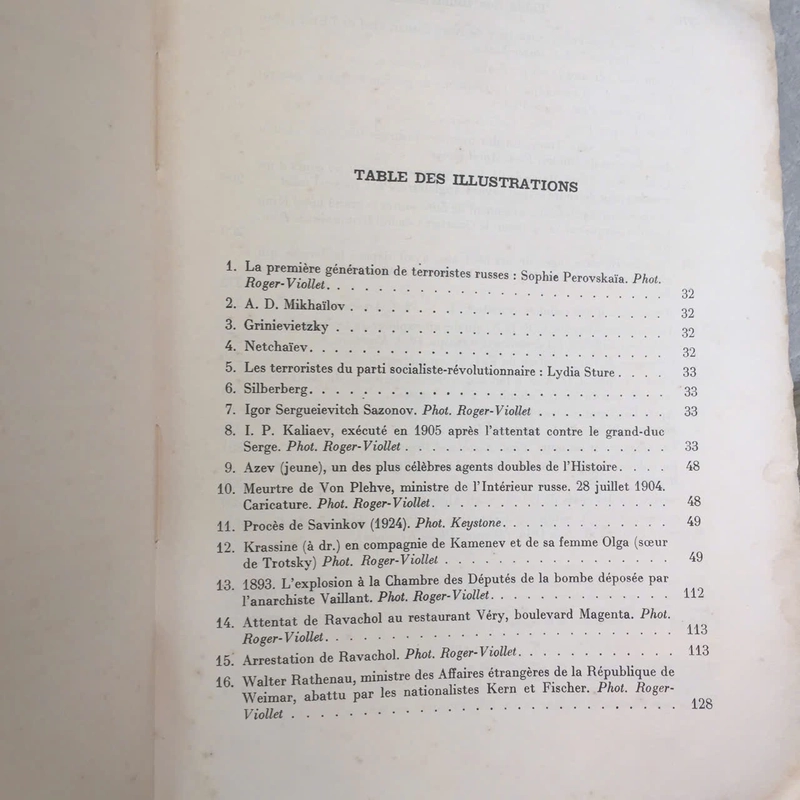 TABLE DES ILLUSTRATIONS
1. La première génération de terroristes russes : Sophie Perovskaïa. Phot.
Roger-Viollet. . . . . . . . . . . . . . . . . . . . . . . . . 32
2. A. D. Mikhaïlov . . . . . . . . . . . . . . . . . . . . . . . 32
3. Grinievietzky . . . . . . . . . . . . . . . . . . . . . . . . 32
4. Netchaïev. . . . . . . . . . . . . . . . . . . . . . . . . . 32
5. Les terroristes du parti socialiste-révolutionnaire : Lydia Sture . . . . 33
6. Silberberg. . . . . . . . . . . . . . . . . . . . . . . . . . 33
7. Igor Sergueievitch Sazonov. Phot. Roger-Viollet . . . . . . . . . . 33
8. I. P. Kaliaev, exécuté en 1905 après l'attentat contre le grand-duc
Serge. Phot. Roger-Viollet . . . . . . . . . . . . . . . . . . . 33
9. Azev (jeune), un des plus célèbres agents doubles de l'Histoire. . . . 48
10. Meurtre de Von Plehve, ministre de l'Intérieur russe. 28 juillet 1904.
Caricature. Phot. Roger-Viollet. . . . . . . . . . . . . . . . . . 48
11. Procès de Savinkov (1924). Phot. Keystone. . . . . . . . . . . . . 49
12. Krassine (à dr.) en compagnie de Kamenev et de sa femme Olga (sœur
de Trotsky) Phot. Roger-Viollet . . . . . . . . . . . . . . . . . 49
13. 1893. L'explosion à la Chambre des Députés de la bombe déposée par
l'anarchiste Vaillant. Phot. Roger-Viollet. . . . . . . . . . . . . . 112
14. Attentat de Ravachol au restaurant Véry, boulevard Magenta. Phot.
Roger-Viollet. . . . . . . . . . . . . . . . . . . . . . . . . 113
15. Arrestation de Ravachol. Phot. Roger-Viollet. . . . . . . . . . . . 113
16. Walter Rathenau, ministre des Affaires étrangères de la République de
Weimar, abattu par les nationalistes Kern et Fischer. Phot. Roger-
Viollet . . . . . . . . . . . . . . . . . . . . . . . . . . . 128